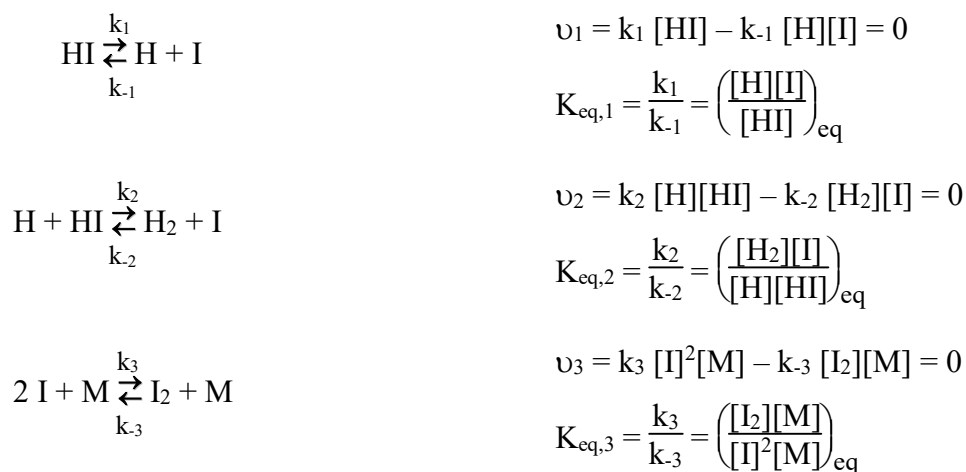 k₁
HI ⇄ H + I
k₋₁
υ₁ = k₁ [HI] – k₋₁ [H][I] = 0
K_eq,1 = k₁/k₋₁ = ([H][I]/[HI])_eq
k₂
H + HI ⇄ H₂ + I
k₋₂
υ₂ = k₂ [H][HI] – k₋₂ [H₂][I] = 0
K_eq,2 = k₂/k₋₂ = ([H₂][I]/[H][HI])_eq
k₃
2 I + M ⇄ I₂ + M
k₋₃
υ₃ = k₃ [I]²[M] – k₋₃ [I₂][M] = 0
K_eq,3 = k₃/k₋₃ = ([I₂][M]/[I]²[M])_eq